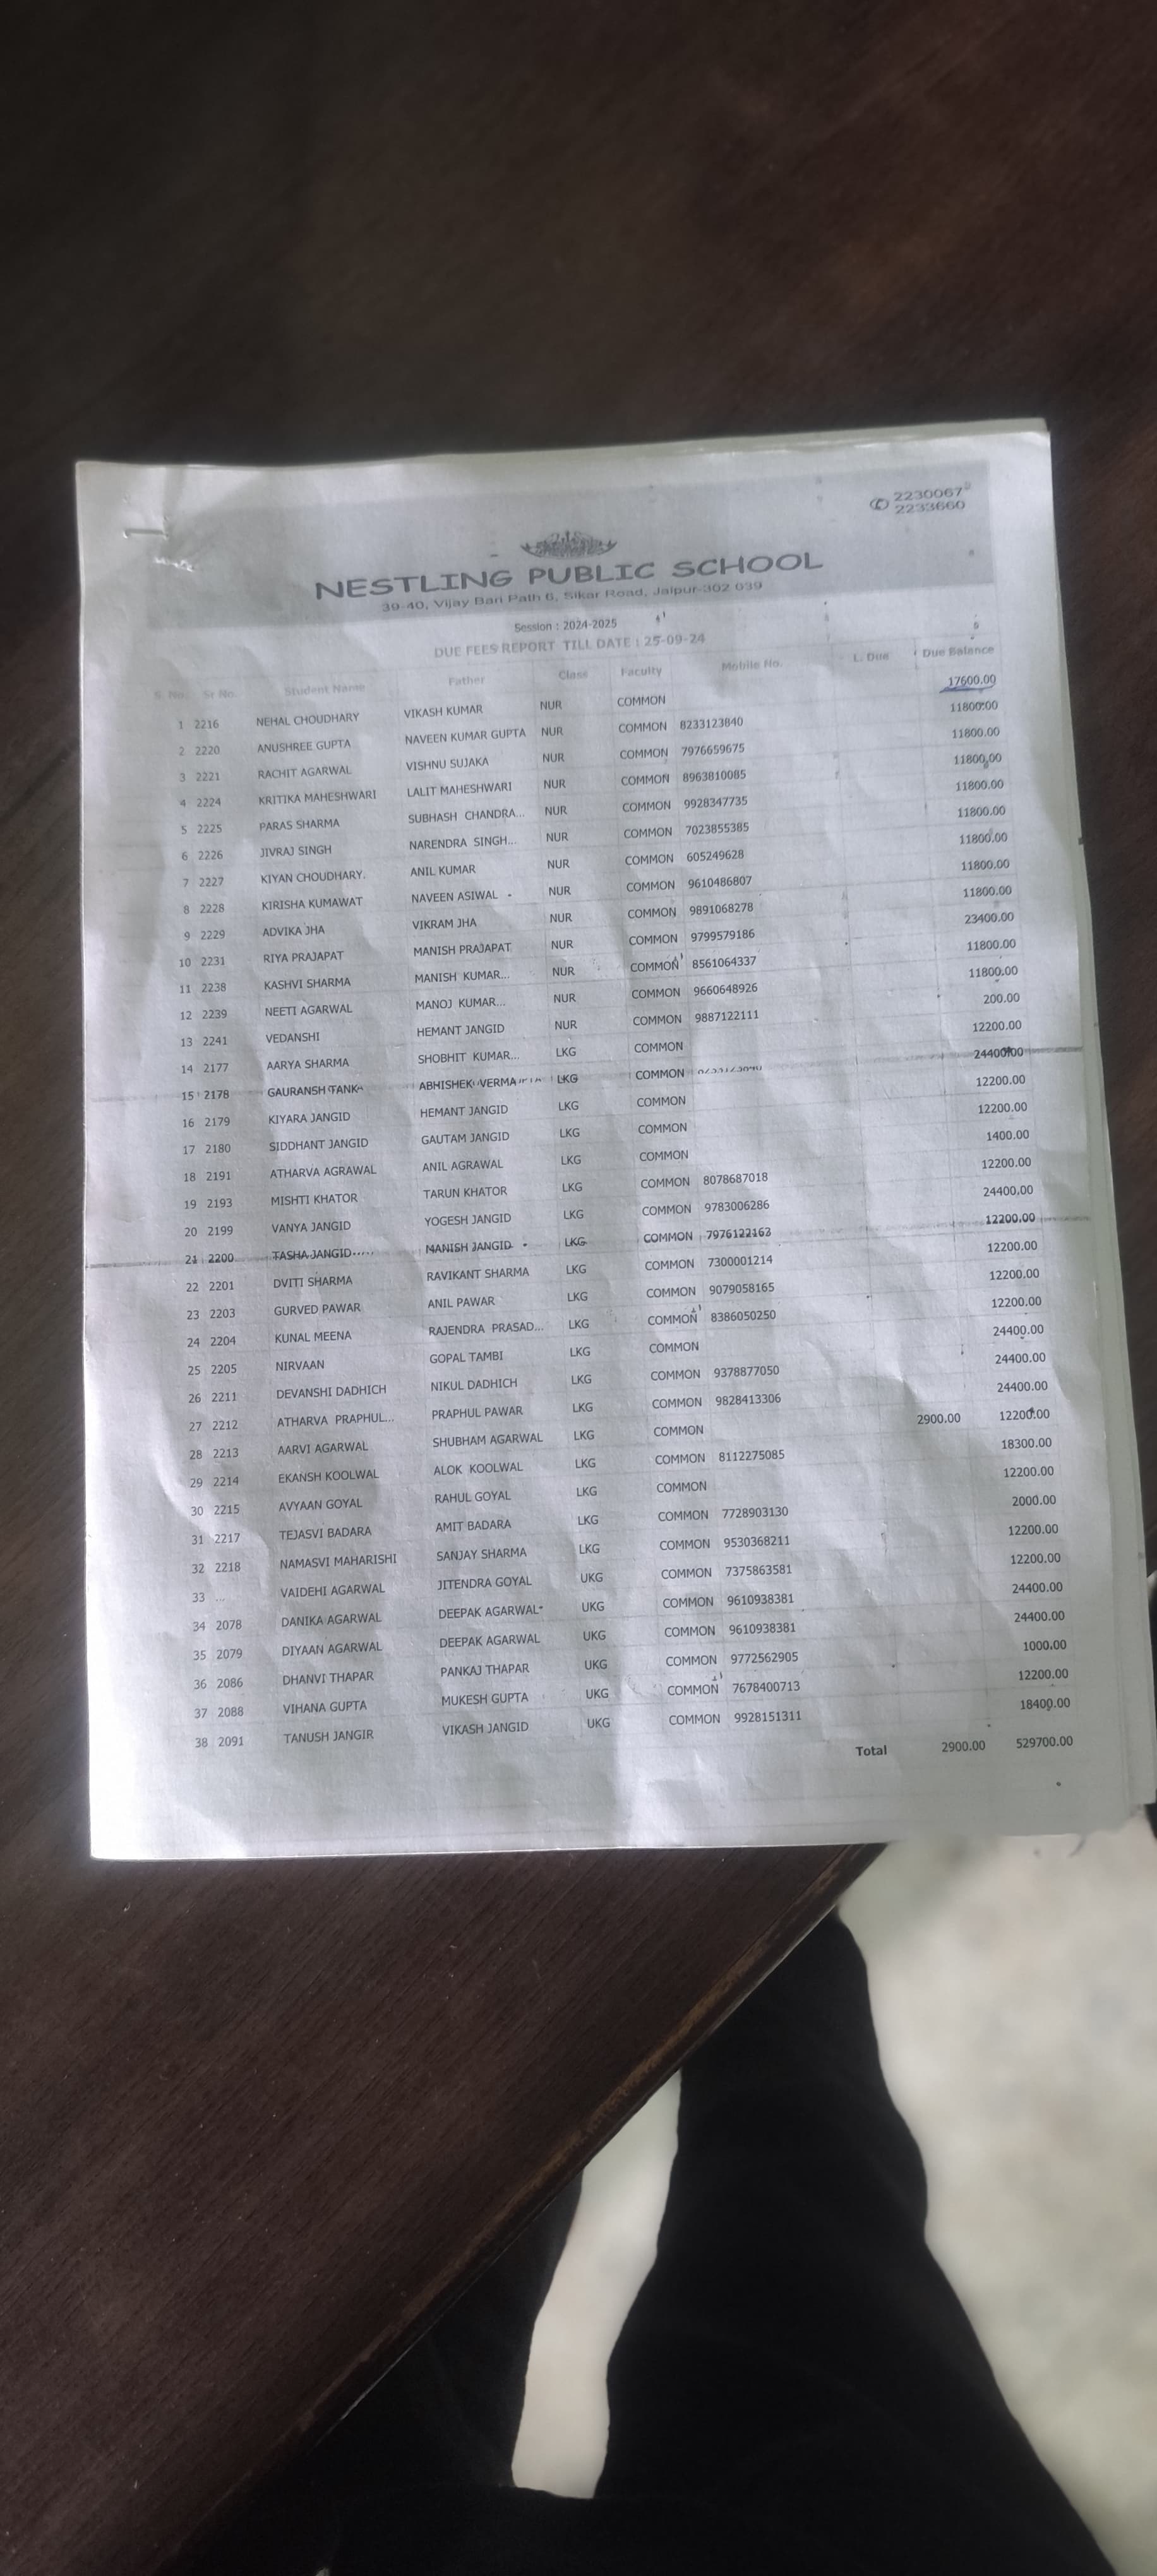 2230067
2233660
NESTLING PUBLIC SCHOOL
39-40, Vijay Bari Path 6, Sikar Road, Jaipur-302 039
Session : 2024-2025
DUE FEES REPORT TILL DATE : 25-09-24
S. No. Sr No. Student Name Father Class Faculty Mobile No. L. Due Due Balance
1 2216 NEHAL CHOUDHARY VIKASH KUMAR NUR COMMON 17600.00
2 2220 ANUSHREE GUPTA NAVEEN KUMAR GUPTA NUR COMMON 8233123840 11800.00
3 2221 RACHIT AGARWAL VISHNU SUJAKA NUR COMMON 7976659675 11800.00
4 2224 KRITIKA MAHESHWARI LALIT MAHESHWARI NUR COMMON 8963810085 11800.00
5 2225 PARAS SHARMA SUBHASH CHANDRA... NUR COMMON 9928347735 11800.00
6 2226 JIVRAJ SINGH NARENDRA SINGH... NUR COMMON 7023855385 11800.00
7 2227 KIYAN CHOUDHARY. ANIL KUMAR NUR COMMON 605249628 11800.00
8 2228 KIRISHA KUMAWAT NAVEEN ASIWAL NUR COMMON 9610486807 11800.00
9 2229 ADVIKA JHA VIKRAM JHA NUR COMMON 9891068278 11800.00
10 2231 RIYA PRAJAPAT MANISH PRAJAPAT NUR COMMON 9799579186 23400.00
11 2238 KASHVI SHARMA MANISH KUMAR... NUR COMMON 8561064337 11800.00
12 2239 NEETI AGARWAL MANOJ KUMAR... NUR COMMON 9660648926 11800.00
13 2241 VEDANSHI HEMANT JANGID NUR COMMON 9887122111 200.00
14 2177 AARYA SHARMA SHOBHIT KUMAR... LKG COMMON 12200.00
15 2178 GAURANSH TANK ABHISHEK VERMA LKG COMMON 24400.00
16 2179 KIYARA JANGID HEMANT JANGID LKG COMMON 12200.00
17 2180 SIDDHANT JANGID GAUTAM JANGID LKG COMMON 12200.00
18 2191 ATHARVA AGRAWAL ANIL AGRAWAL LKG COMMON 1400.00
19 2193 MISHTI KHATOR TARUN KHATOR LKG COMMON 8078687018 12200.00
20 2199 VANYA JANGID YOGESH JANGID LKG COMMON 9783006286 24400.00
21 2200 TASHA JANGID MANISH JANGID LKG COMMON 7976122163 12200.00
22 2201 DVITI SHARMA RAVIKANT SHARMA LKG COMMON 7300001214 12200.00
23 2203 GURVED PAWAR ANIL PAWAR LKG COMMON 9079058165 12200.00
24 2204 KUNAL MEENA RAJENDRA PRASAD... LKG COMMON 8386050250 12200.00
25 2205 NIRVAAN GOPAL TAMBI LKG COMMON 24400.00
26 2211 DEVANSHI DADHICH NIKUL DADHICH LKG COMMON 9378877050 24400.00
27 2212 ATHARVA PRAPHUL... PRAPHUL PAWAR LKG COMMON 9828413306 24400.00
28 2213 AARVI AGARWAL SHUBHAM AGARWAL LKG COMMON 2900.00 12200.00
29 2214 EKANSH KOOLWAL ALOK KOOLWAL LKG COMMON 8112275085 18300.00
30 2215 AVYAAN GOYAL RAHUL GOYAL LKG COMMON 12200.00
31 2217 TEJASVI BADARA AMIT BADARA LKG COMMON 7728903130 2000.00
32 2218 NAMASVI MAHARISHI SANJAY SHARMA LKG COMMON 9530368211 12200.00
33 ... VAIDEHI AGARWAL JITENDRA GOYAL UKG COMMON 7375863581 12200.00
34 2078 DANIKA AGARWAL DEEPAK AGARWAL UKG COMMON 9610938381 24400.00
35 2079 DIYAAN AGARWAL DEEPAK AGARWAL UKG COMMON 9610938381 24400.00
36 2086 DHANVI THAPAR PANKAJ THAPAR UKG COMMON 9772562905 1000.00
37 2088 VIHANA GUPTA MUKESH GUPTA UKG COMMON 7678400713 12200.00
38 2091 TANUSH JANGIR VIKASH JANGID UKG COMMON 9928151311 18400.00
Total 2900.00 529700.00